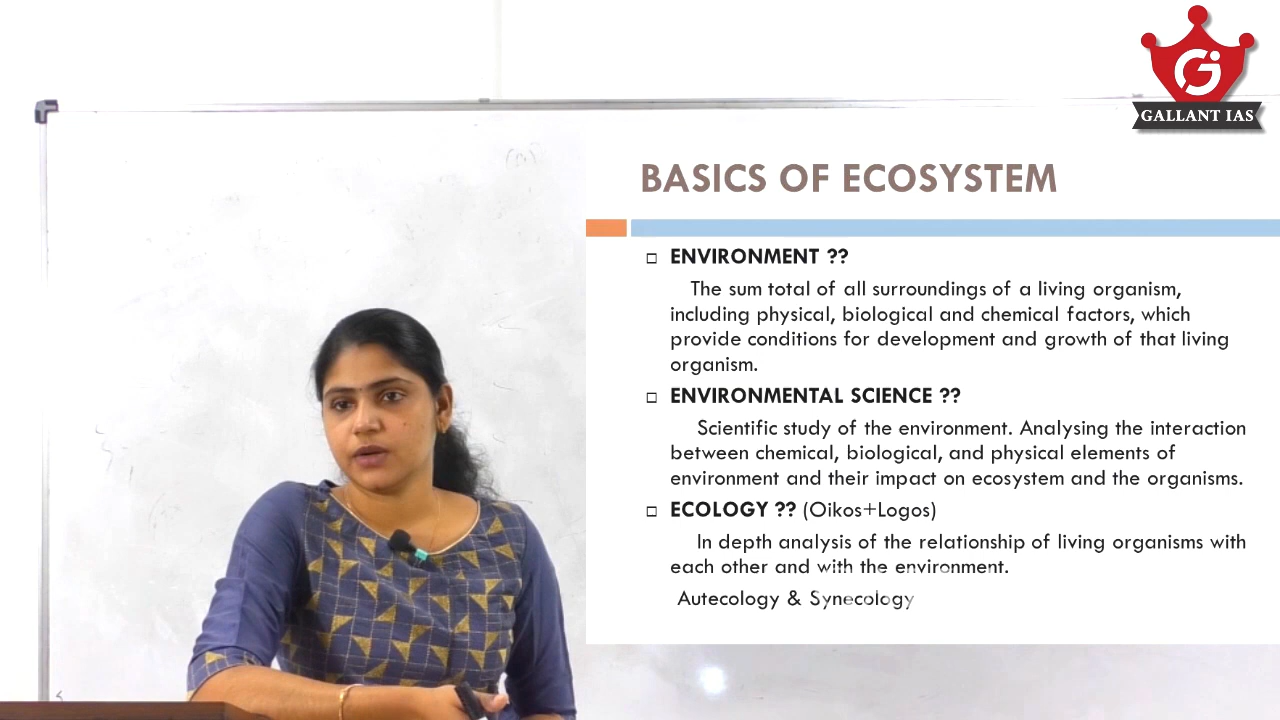 GALLANT IAS
BASICS OF ECOSYSTEM
ENVIRONMENT ??
The sum total of all surroundings of a living organism,
including physical, biological and chemical factors, which
provide conditions for development and growth of that living
organism.
ENVIRONMENTAL SCIENCE ??
Scientific study of the environment. Analysing the interaction
between chemical, biological, and physical elements of
environment and their impact on ecosystem and the organisms.
ECOLOGY ?? (Oikos+Logos)
In depth analysis of the relationship of living organisms with
each other and with the environment.
Autecology & Synecology